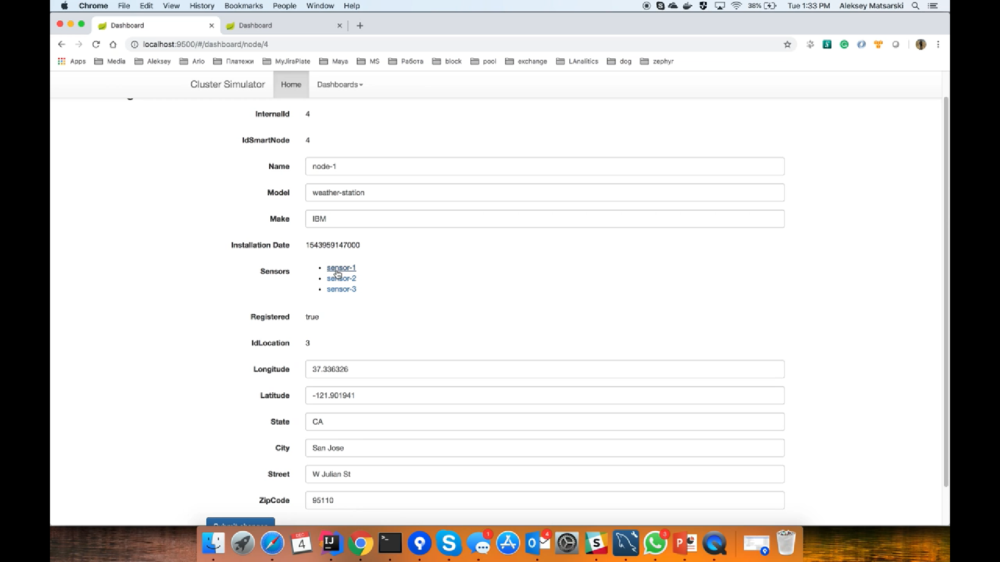 Chrome File Edit View History Bookmarks People Window Help 38% Tue 1:33 PM Aleksey Matsarski
Dashboard Dashboard
localhost:9500/#/dashboard/node/4
Apps Media Aleksey Arlo Платежи MyJiraPlate Maya MS Работа block pool exchange LAnalitics dog zephyr
Cluster Simulator Home Dashboards
InternalId 4
IdSmartNode 4
Name node-1
Model weather-station
Make IBM
Installation Date 1543959147000
Sensors
sensor-1
sensor-2
sensor-3
Registered true
IdLocation 3
Longitude 37.336326
Latitude -121.901941
State CA
City San Jose
Street W Julian St
ZipCode 95110
DEC
4 IJ 1 4 3